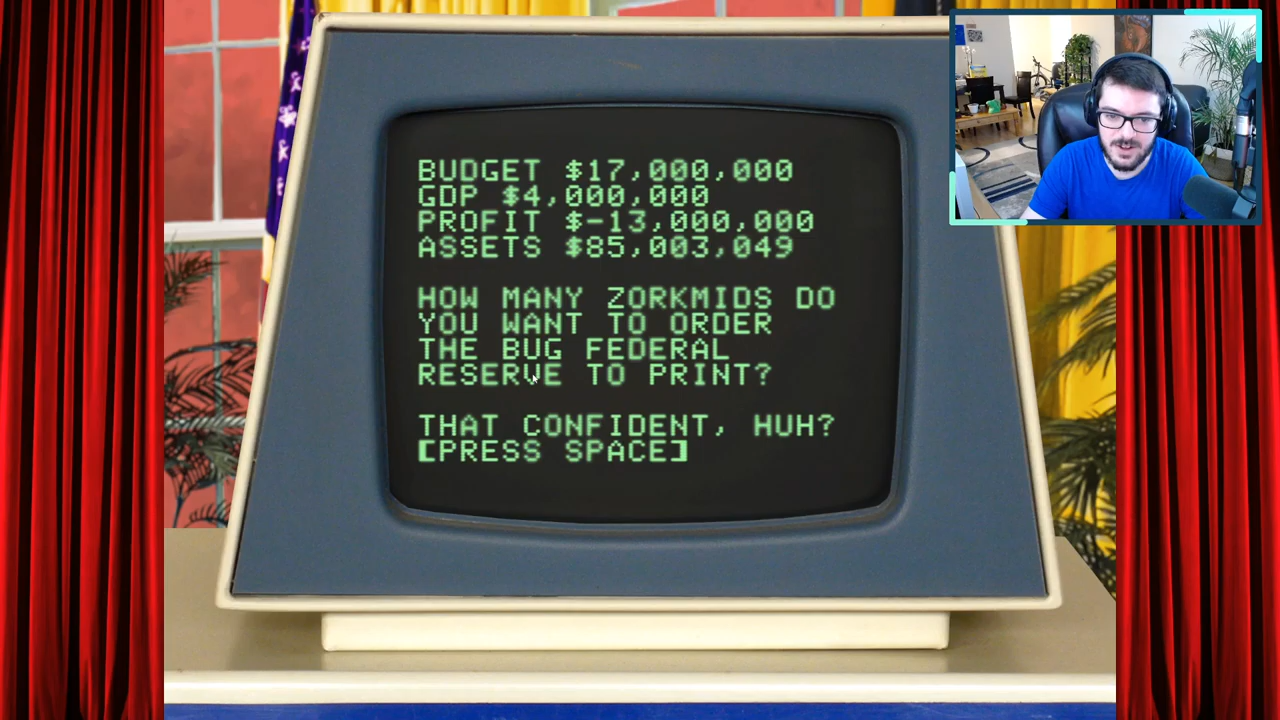 BUDGET $17,000,000
GDP $4,000,000
PROFIT $-13,000,000
ASSETS $85,003,049
HOW MANY ZORKMIDS DO
YOU WANT TO ORDER
THE BUG FEDERAL
RESERVE TO PRINT?
THAT CONFIDENT, HUH?
[PRESS SPACE]